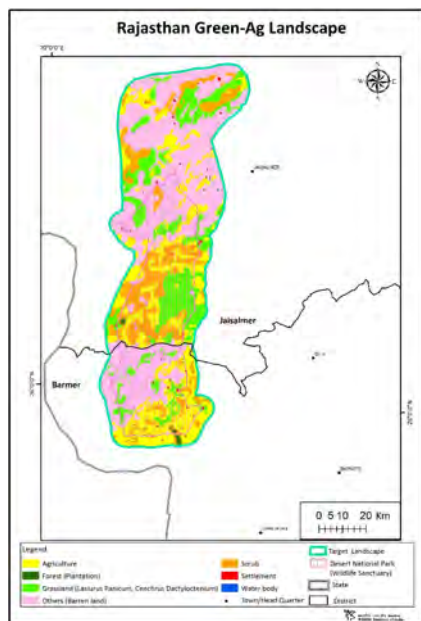 Rajasthan Green-Ag Landscape
Jaisalmer
Barmer
0 5 10 20 Km
Legend
Agriculture
Forest (Plantation)
Grassland (Lasiurus Panicum, Cenchrus Dactyloctenium)
Others (Barren land)
Scrub
Settlement
Water body
Town/Head Quarter
Target Landscape
Desert National Park
(Wildlife Sanctuary)
State
District